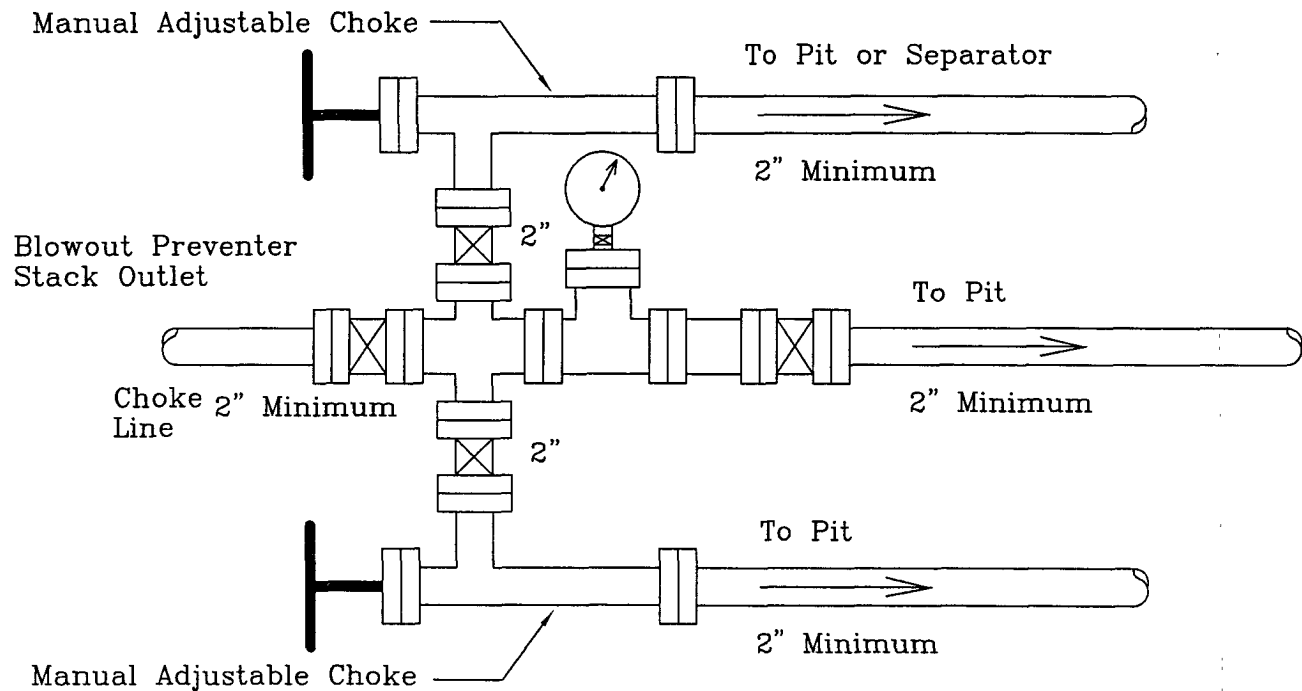 Manual Adjustable Choke
To Pit or Separator
2" Minimum
2"
Blowout Preventer
Stack Outlet
To Pit
Choke
Line
2" Minimum
2" Minimum
2"
To Pit
2" Minimum
Manual Adjustable Choke